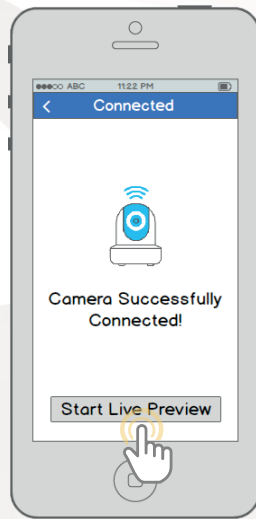 ABC 11:22 PM
Connected
Camera Successfully
Connected!
Start Live Preview